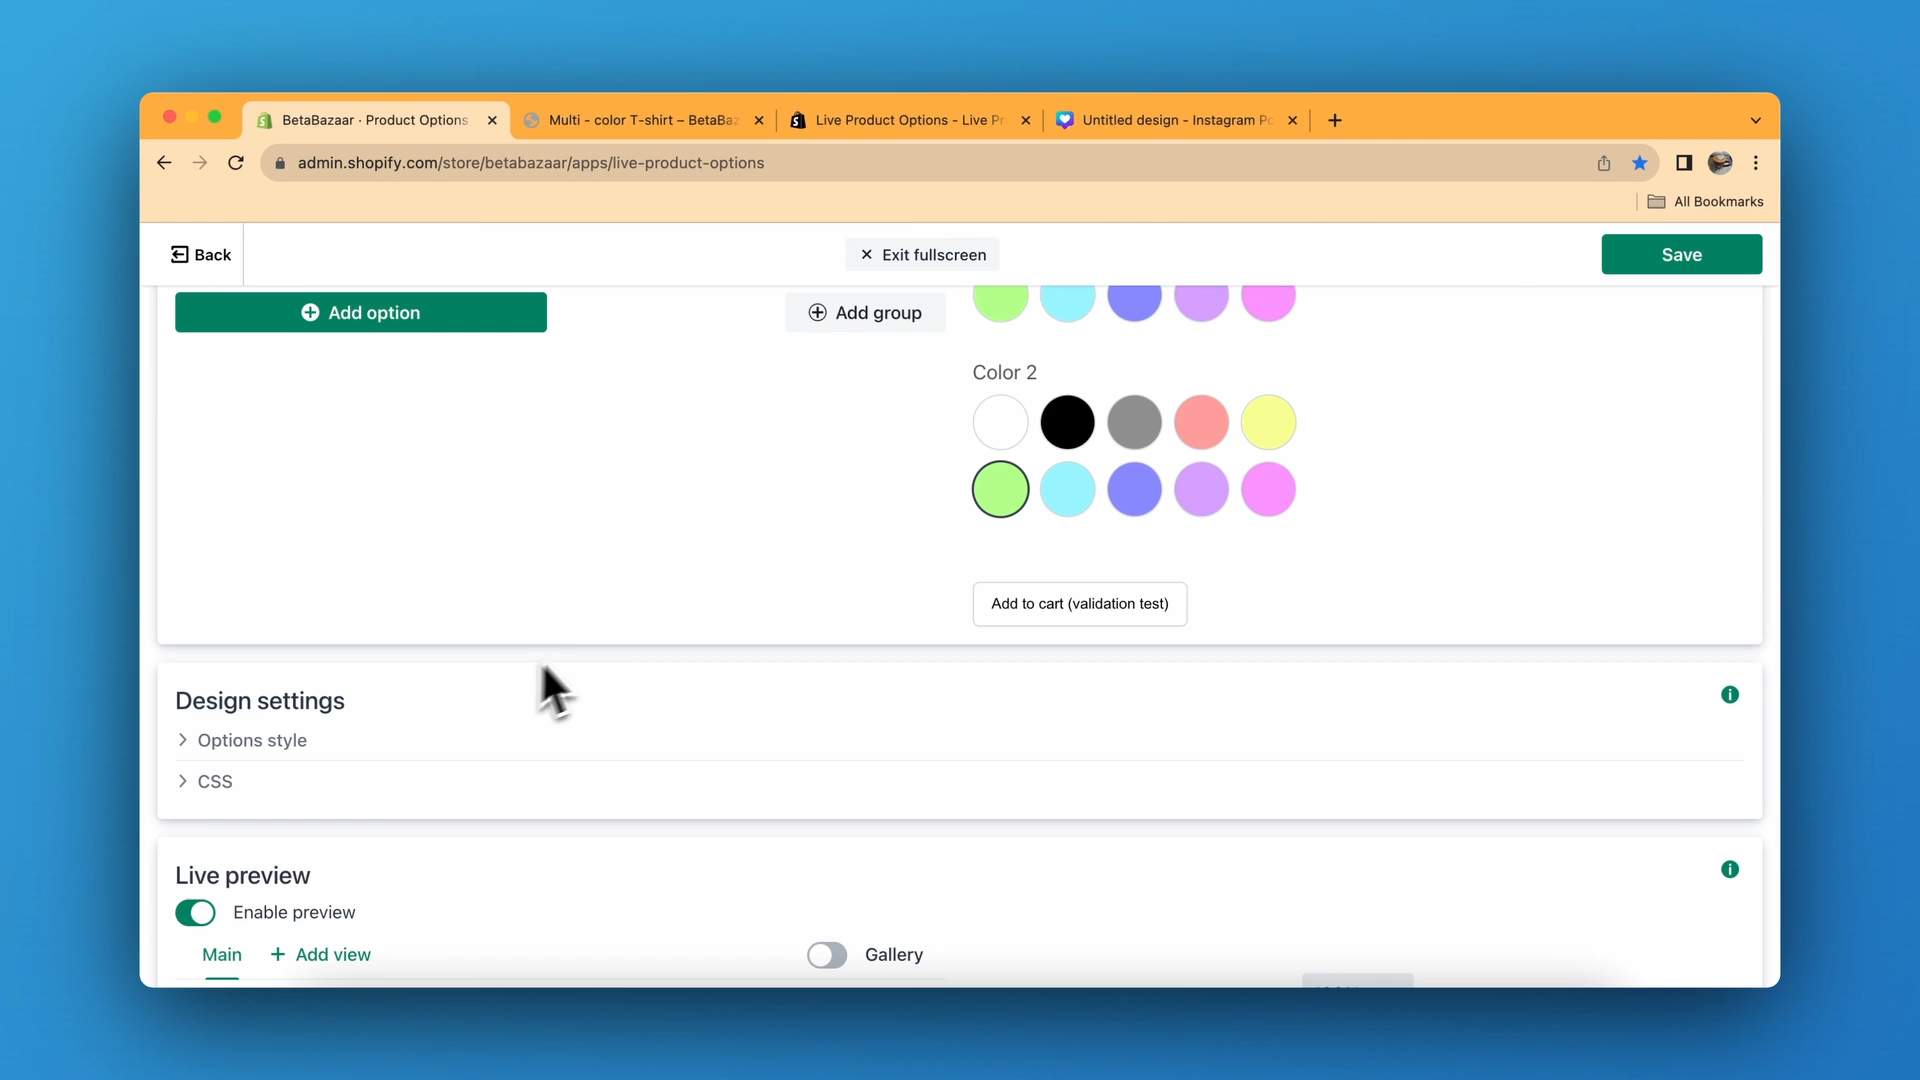 BetaBazaar · Product Options
Multi - color T-shirt – BetaBaz
Live Product Options - Live Pr
Untitled design - Instagram Po
admin.shopify.com/store/betabazaar/apps/live-product-options
All Bookmarks
Back
Exit fullscreen
Save
Add option
Add group
Color 2
Add to cart (validation test)
Design settings
Options style
CSS
Live preview
Enable preview
Main
+ Add view
Gallery